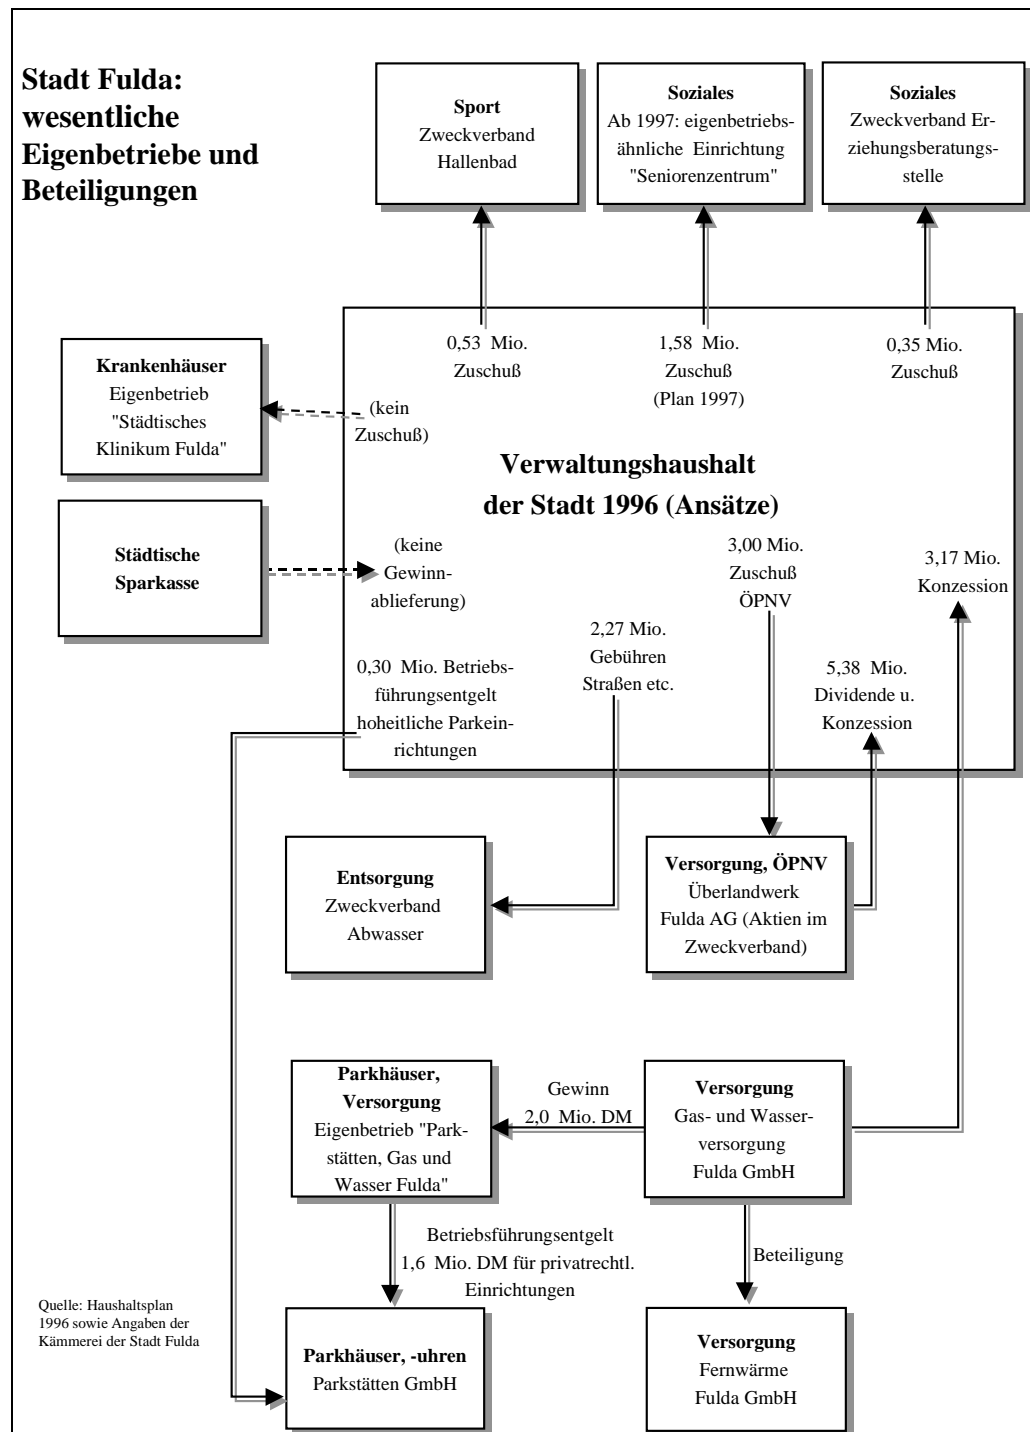 Stadt Fulda:
wesentliche
Eigenbetriebe und
Beteiligungen
Sport
Zweckverband
Hallenbad
Soziales
Ab 1997: eigenbetriebs-
ähnliche Einrichtung
"Seniorenzentrum"
Soziales
Zweckverband Er-
ziehungsberatungs-
stelle
0,53 Mio.
Zuschuß
1,58 Mio.
Zuschuß
(Plan 1997)
0,35 Mio.
Zuschuß
Krankenhäuser
Eigenbetrieb
"Städtisches
Klinikum Fulda"
(kein
Zuschuß)
Verwaltungshaushalt
der Stadt 1996 (Ansätze)
Städtische
Sparkasse
(keine
Gewinn-
ablieferung)
3,00 Mio.
Zuschuß
ÖPNV
3,17 Mio.
Konzession
2,27 Mio.
Gebühren
Straßen etc.
0,30 Mio. Betriebs-
führungsentgelt
hoheitliche Parkein-
richtungen
5,38 Mio.
Dividende u.
Konzession
Entsorgung
Zweckverband
Abwasser
Versorgung, ÖPNV
Überlandwerk
Fulda AG (Aktien im
Zweckverband)
Parkhäuser,
Versorgung
Eigenbetrieb "Park-
stätten, Gas und
Wasser Fulda"
Gewinn
2,0 Mio. DM
Versorgung
Gas- und Wasser-
versorgung
Fulda GmbH
Betriebsführungsentgelt
1,6 Mio. DM für privatrechtl.
Einrichtungen
Beteiligung
Quelle: Haushaltsplan
1996 sowie Angaben der
Kämmerei der Stadt Fulda
Parkhäuser, -uhren
Parkstätten GmbH
Versorgung
Fernwärme
Fulda GmbH